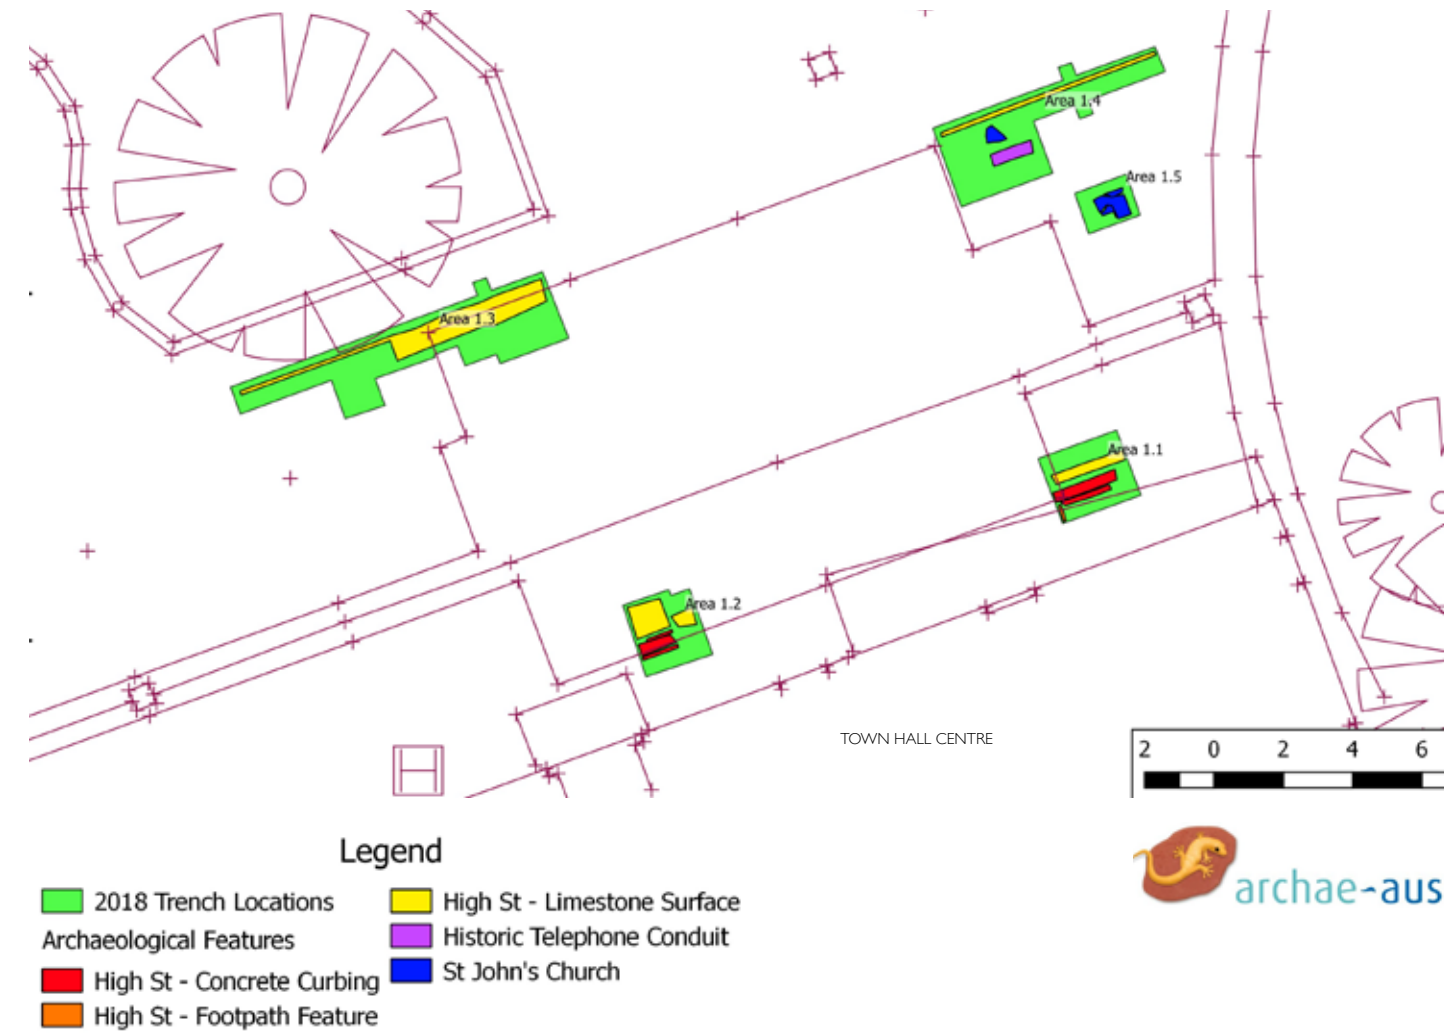 Area 1.4
Area 1.5
Area 1.3
Area 1.1
Area 1.2
TOWN HALL CENTRE
2 0 2 4 6
Legend
2018 Trench Locations
Archaeological Features
High St - Concrete Curbing
High St - Footpath Feature
High St - Limestone Surface
Historic Telephone Conduit
St John's Church
archae-aus